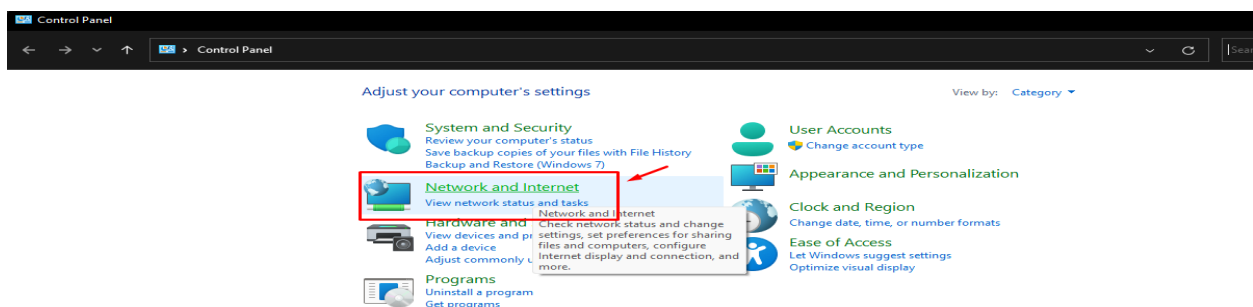 Control Panel
Control Panel
Sear
Adjust your computer's settings
View by: Category
System and Security
Review your computer's status
Save backup copies of your files with File History
Backup and Restore (Windows 7)
Network and Internet
View network status and tasks
Hardware and
View devices and pr
Add a device
Adjust commonly u
Network and Internet
Check network status and change
settings, set preferences for sharing
files and computers, configure
Internet display and connection, and
more.
Programs
Uninstall a program
Get programs
User Accounts
Change account type
Appearance and Personalization
Clock and Region
Change date, time, or number formats
Ease of Access
Let Windows suggest settings
Optimize visual display